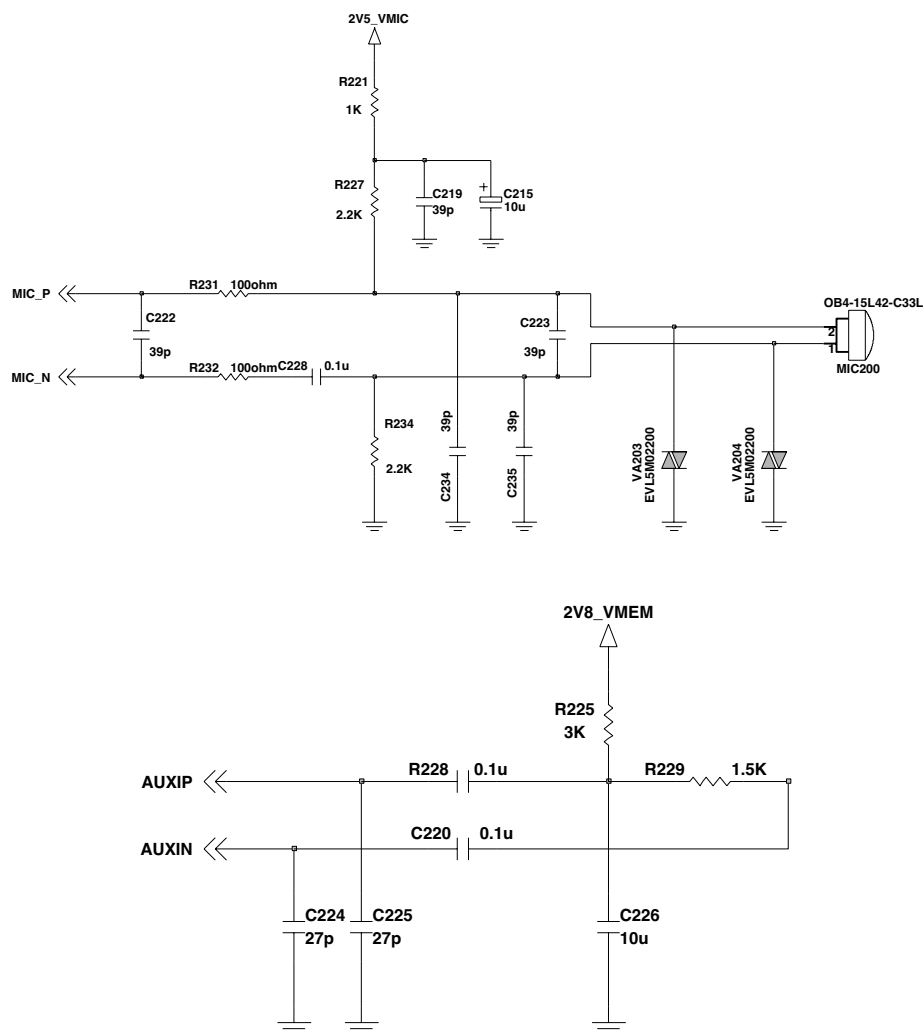 2V5_VMIC
R221
1K
R227
2.2K
C219
39p
+
C215
10u
MIC_P
R231 100ohm
C222
39p
C223
39p
OB4-15L42-C33L
2
1
MIC200
MIC_N
R232 100ohm
C228 0.1u
R234
2.2K
39p
C234
39p
C235
VA203
EVL5M02200
VA204
EVL5M02200
2V8_VMEM
R225
3K
AUXIP
R228 0.1u
R229 1.5K
AUXIN
C220 0.1u
C224
27p
C225
27p
C226
10u